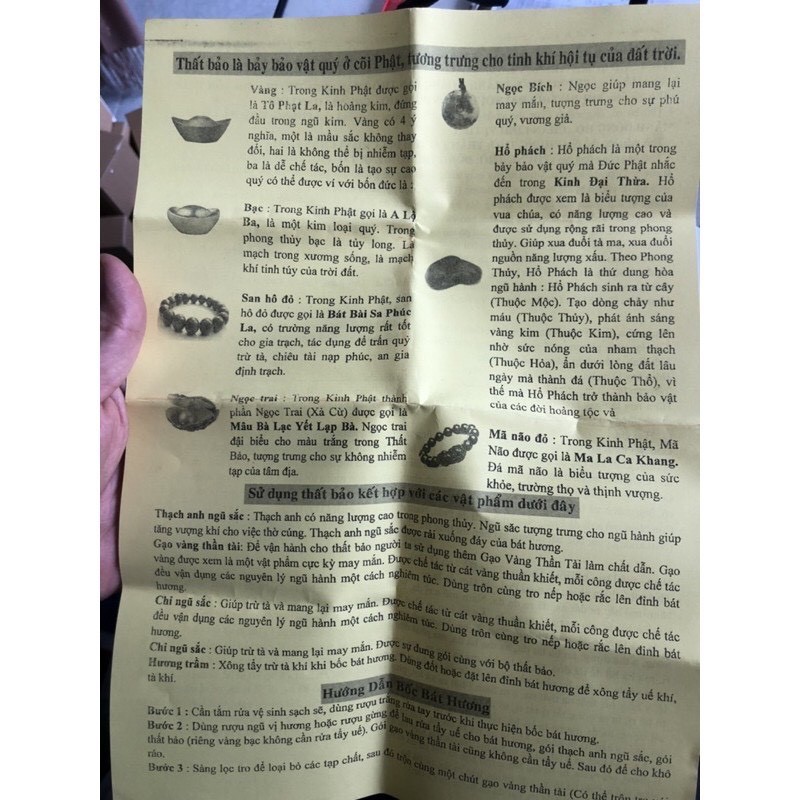 Thất bảo là bảy bảo vật quý ở cõi Phật, tượng trưng cho tinh khí hội tụ của đất trời.
Vàng : Trong Kinh Phật được gọi
là Tô Phạt La, là hoàng kim, đứng
đầu trong ngũ kim. Vàng có 4 ý
nghĩa, một là mầu sắc không thay
đổi, hai là không thể bị nhiễm tạp,
ba là dễ chế tác, bốn là tạo sự cao
quý có thể được ví với bốn đức là :
Bạc : Trong Kinh Phật gọi là A Lộ
Ba, là một kim loại quý. Trong
phong thủy bạc là tủy long. Là
mạch trong xương sống, là mạch
khí tinh tủy của trời đất.
San hô đỏ : Trong Kinh Phật, san
hô đỏ được gọi là Bát Bài Sa Phúc
La, có trường năng lượng rất tốt
cho gia trạch, tác dụng để trấn quỷ
trừ tà, chiêu tài nạp phúc, an gia
định trạch.
Ngọc trai : Trong Kinh Phật thành
phần Ngọc Trai (Xà Cừ) được gọi là
Mâu Bà Lạc Yết Lạp Bà. Ngọc trai
đại biểu cho màu trắng trong Thất
Bảo, tượng trưng cho sự không nhiễm
tạp của tâm địa.
Ngọc Bích : Ngọc giúp mang lại
may mắn, tượng trưng cho sự phú
quý, vương giả.
Hổ phách : Hổ phách là một trong
bảy bảo vật quý mà Đức Phật nhắc
đến trong Kinh Đại Thừa. Hổ
phách được xem là biểu tượng của
vua chúa, có năng lượng cao và
được sử dụng rộng rãi trong phong
thủy. Giúp xua đuổi tà ma, xua đuổi
nguồn năng lượng xấu. Theo Phong
Thủy, Hổ Phách là thứ dung hòa
ngũ hành : Hổ Phách sinh ra từ cây
(Thuộc Mộc). Tạo dòng chảy như
máu (Thuộc Thủy), phát ánh sáng
vàng kim (Thuộc Kim), cứng lên
nhờ sức nóng của nham thạch
(Thuộc Hỏa), ẩn dưới lòng đất lâu
ngày mà thành đá (Thuộc Thổ), vì
thế mà Hổ Phách trở thành bảo vật
của các đời hoàng tộc và
Mã não đỏ : Trong Kinh Phật, Mã
Não được gọi là Ma La Ca Khang.
Đá mã não là biểu tượng của sức
khỏe, trường thọ và thịnh vượng.
Sử dụng thất bảo kết hợp với các vật phẩm dưới đây
Thạch anh ngũ sắc : Thạch anh có năng lượng cao trong phong thủy. Ngũ sắc tượng trưng cho ngũ hành giúp
tăng vượng khí cho việc thờ cúng. Thạch anh ngũ sắc được rải xuống đáy của bát hương.
Gạo vàng thần tài: Để vận hành cho thất bảo người ta sử dụng thêm Gạo Vàng Thần Tài làm chất dẫn. Gạo
vàng được xem là một vật phẩm cực kỳ may mắn. Được chế tác từ cát vàng thuần khiết, mỗi công được chế tác
đều vận dụng các nguyên lý ngũ hành một cách nghiêm túc. Dùng trộn cùng tro nếp hoặc rắc lên đỉnh bát
hương.
Chỉ ngũ sắc : Giúp trừ tà và mang lại may mắn. Được chế tác từ cát vàng thuần khiết, mỗi công được chế tác
đều vận dụng các nguyên lý ngũ hành một cách nghiêm túc. Dùng trộn cùng tro nếp hoặc rắc lên đỉnh bát
hương.
Chỉ ngũ sắc : Giúp trừ tà và mang lại may mắn. Được sử dụng gói cùng với bộ thất bảo.
Hương trầm : Xông tẩy trừ tà khí khi bốc bát hương. Dùng đốt hoặc đặt lên đỉnh bát hương để xông tẩy uế khí,
tà khí.
Hướng Dẫn Bốc Bát Hương
Bước 1 : Cần tắm rửa vệ sinh sạch sẽ, dùng rượu trắng rửa tay trước khi thực hiện bốc bát hương.
Bước 2 : Dùng rượu ngũ vị hương hoặc rượu gừng để lau rửa tẩy uế cho bát hương, gói thạch anh ngũ sắc, gói
thất bảo (riêng vàng bạc không cần rửa tẩy uế). Gói gạo vàng thần tài cũng không cần tẩy uế. Sau đó để cho khô
ráo.
Bước 3 : Sàng lọc tro để loại bỏ các tạp chất, sau đó trộn cùng một chút gạo vàng thần tài (Có thể trộn